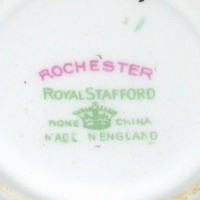 ROCHESTER
ROYAL STAFFORD
BONE CHINA
MADE IN ENGLAND